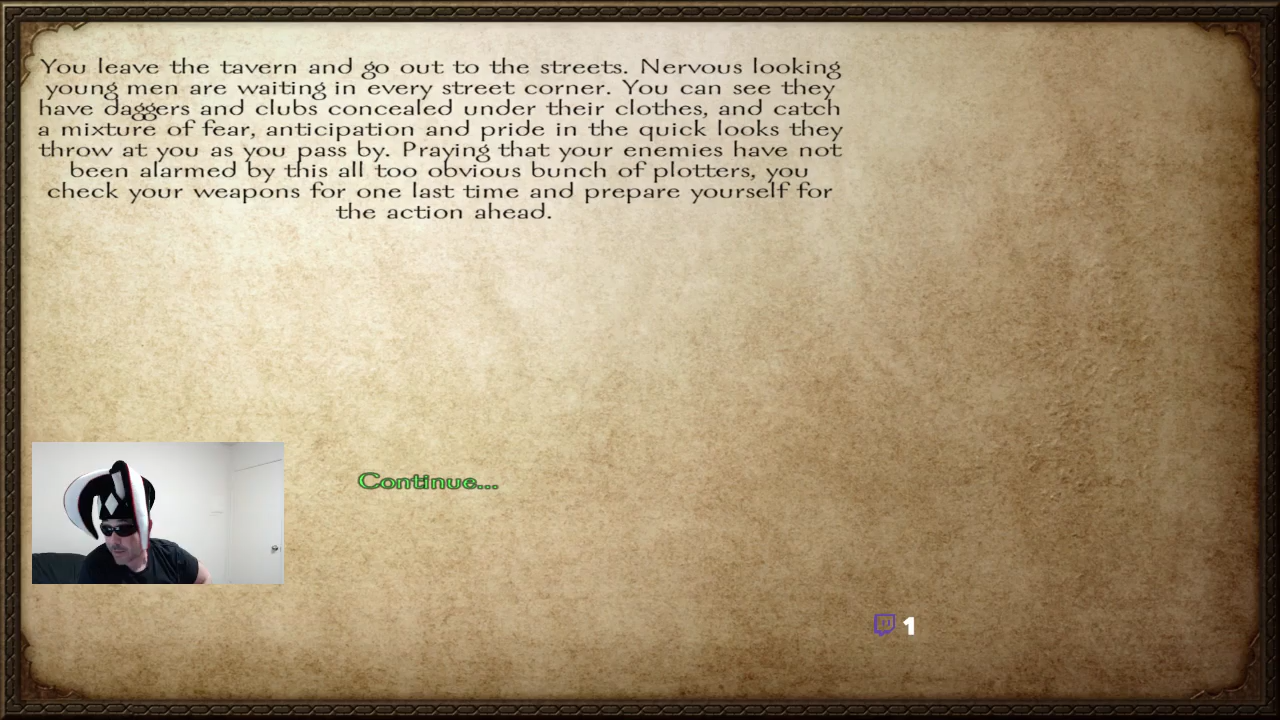 You leave the tavern and go out to the streets. Nervous looking
young men are waiting in every street corner. You can see they
have daggers and clubs concealed under their clothes, and catch
a mixture of fear, anticipation and pride in the quick looks they
throw at you as you pass by. Praying that your enemies have not
been alarmed by this all too obvious bunch of plotters, you
check your weapons for one last time and prepare yourself for
the action ahead.
Continue...
1